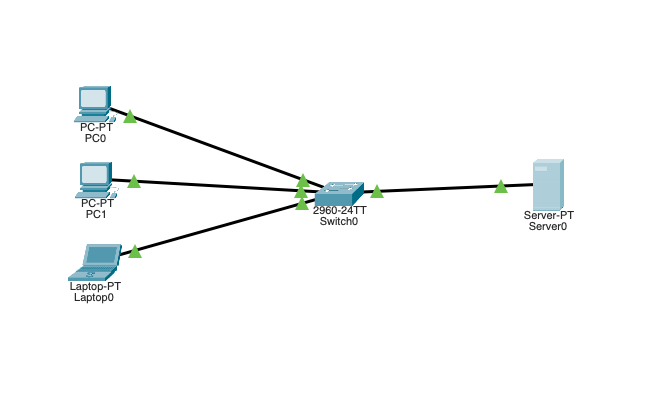 PC-PT
PC0
PC-PT
PC1
Laptop-PT
Laptop0
2960-24TT
Switch0
Server-PT
Server0